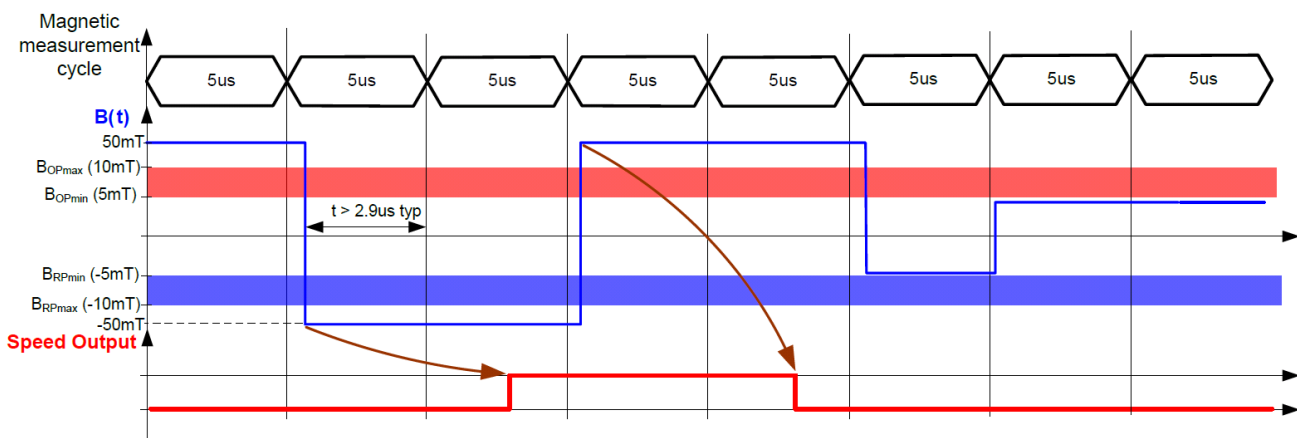 Magnetic
measurement
cycle
5us 5us 5us 5us 5us 5us 5us 5us
B(t)
50mT
BOPmax (10mT)
BOPmin (5mT)
t > 2.9us typ
BRPmin (-5mT)
BRPmax (-10mT)
-50mT
Speed Output